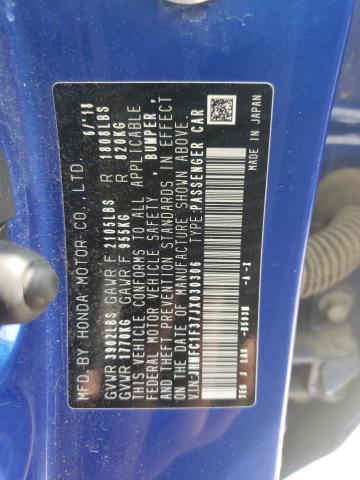 MFD BY HONDA MOTOR CO., LTD. 6/'18
GVWR 3902LBS GAWR F 2105LBS R 1808LBS
GVWR 1770KG GAWR F 955KG R 820KG
THIS VEHICLE CONFORMS TO ALL APPLICABLE
FEDERAL MOTOR VEHICLE SAFETY, BUMPER,
AND THEFT PREVENTION STANDARDS IN EFFECT
ON THE DATE OF MANUFACTURE SHOWN ABOVE.
V.I.N: TYPE:PASSENGER CAR
TEG J
MADE IN JAPAN